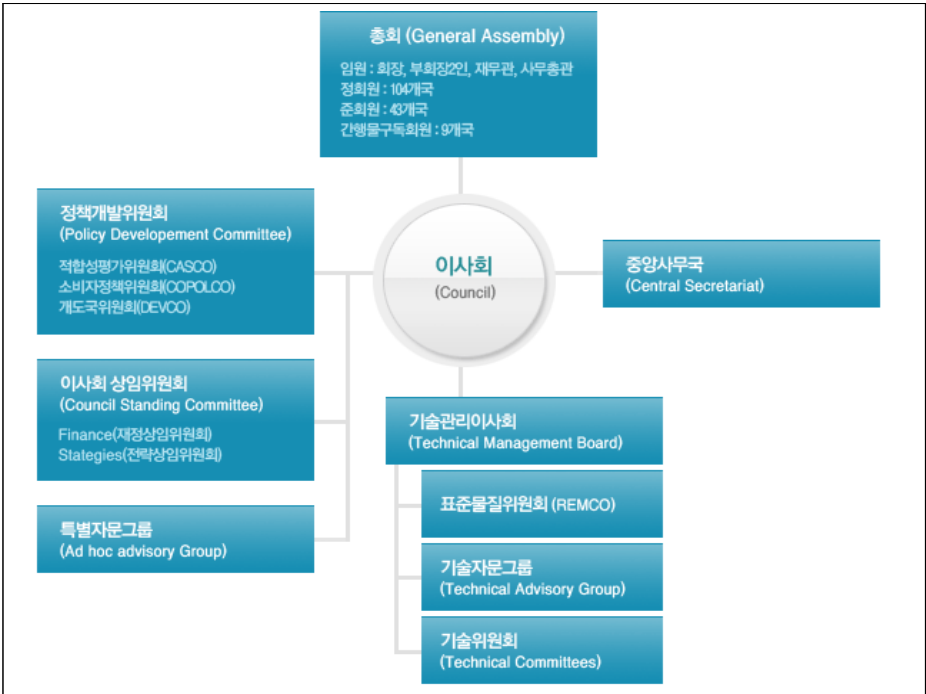 총회 (General Assembly)
임원 : 회장, 부회장2인, 재무관, 사무총관
정회원 : 104개국
준회원 : 43개국
간행물구독회원 : 9개국
정책개발위원회
(Policy Developement Committee)
적합성평가위원회(CASCO)
소비자정책위원회(COPOLCO)
개도국위원회(DEVCO)
이사회
(Council)
중앙사무국
(Central Secretariat)
이사회 상임위원회
(Council Standing Committee)
Finance(재정상임위원회)
Stategies(전략상임위원회)
특별자문그룹
(Ad hoc advisory Group)
기술관리이사회
(Technical Management Board)
표준물질위원회 (REMCO)
기술자문그룹
(Technical Advisory Group)
기술위원회
(Technical Committees)